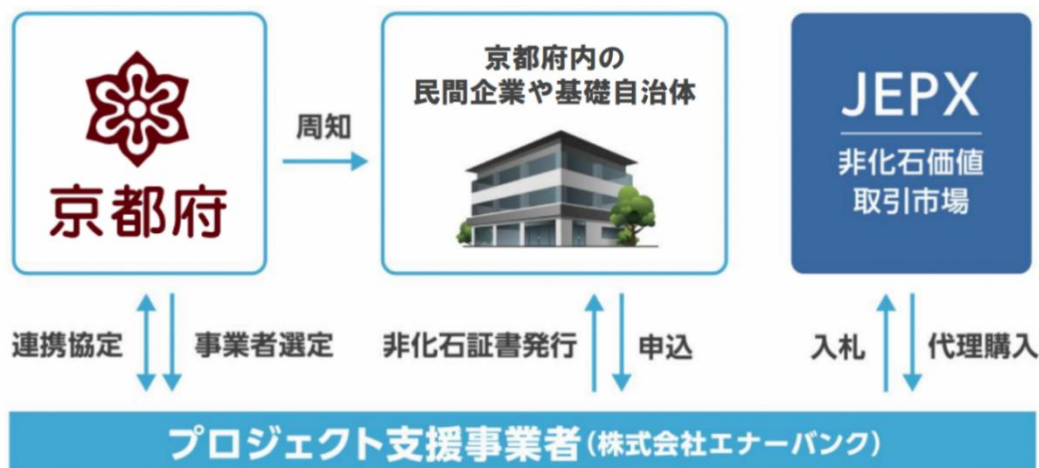 京都府
周知
京都府内の
民間企業や基礎自治体
JEPX
非化石価値
取引市場
連携協定
事業者選定
非化石証書発行
申込
入札
代理購入
プロジェクト支援事業者(株式会社エナーバンク)